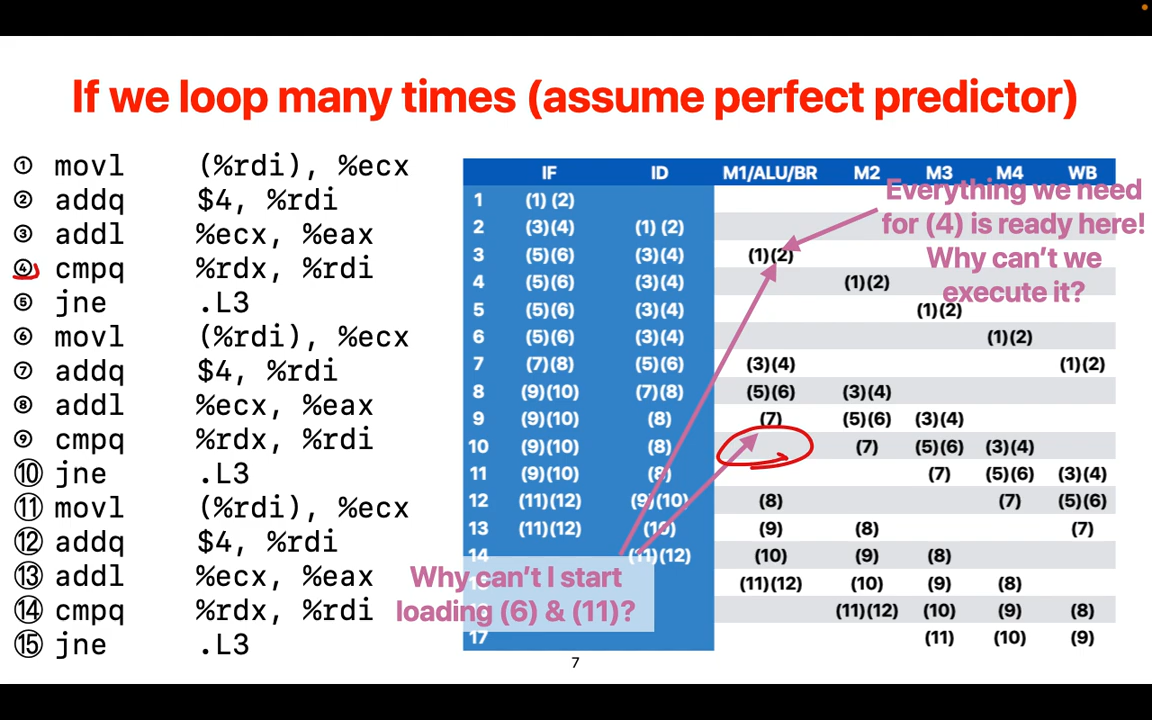 If we loop many times (assume perfect predictor)
① movl (%rdi), %ecx
② addq $4, %rdi
③ addl %ecx, %eax
④ cmpq %rdx, %rdi
⑤ jne .L3
⑥ movl (%rdi), %ecx
⑦ addq $4, %rdi
⑧ addl %ecx, %eax
⑨ cmpq %rdx, %rdi
⑩ jne .L3
⑪ movl (%rdi), %ecx
⑫ addq $4, %rdi
⑬ addl %ecx, %eax
⑭ cmpq %rdx, %rdi
⑮ jne .L3
IF ID M1/ALU/BR M2 M3 M4 WB
1 (1) (2)
2 (3)(4) (1) (2)
3 (5)(6) (3)(4) (1)(2)
4 (5)(6) (3)(4) (1)(2)
5 (5)(6) (3)(4) (1)(2)
6 (5)(6) (3)(4) (1)(2)
7 (7)(8) (5)(6) (3)(4) (1)(2)
8 (9)(10) (7)(8) (5)(6) (3)(4)
9 (9)(10) (8) (7) (5)(6) (3)(4)
10 (9)(10) (8) (7) (5)(6) (3)(4)
11 (9)(10) (8) (7) (5)(6) (3)(4)
12 (11)(12) (9)(10) (8) (7) (5)(6)
13 (11)(12) (10) (9) (8) (7)
14 (11)(12) (10) (9) (8)
(11)(12) (10) (9) (8)
(11)(12) (10) (9) (8)
17 (11) (10) (9)
Everything we need
for (4) is ready here!
Why can't we
execute it?
Why can't I start
loading (6) & (11)?
7